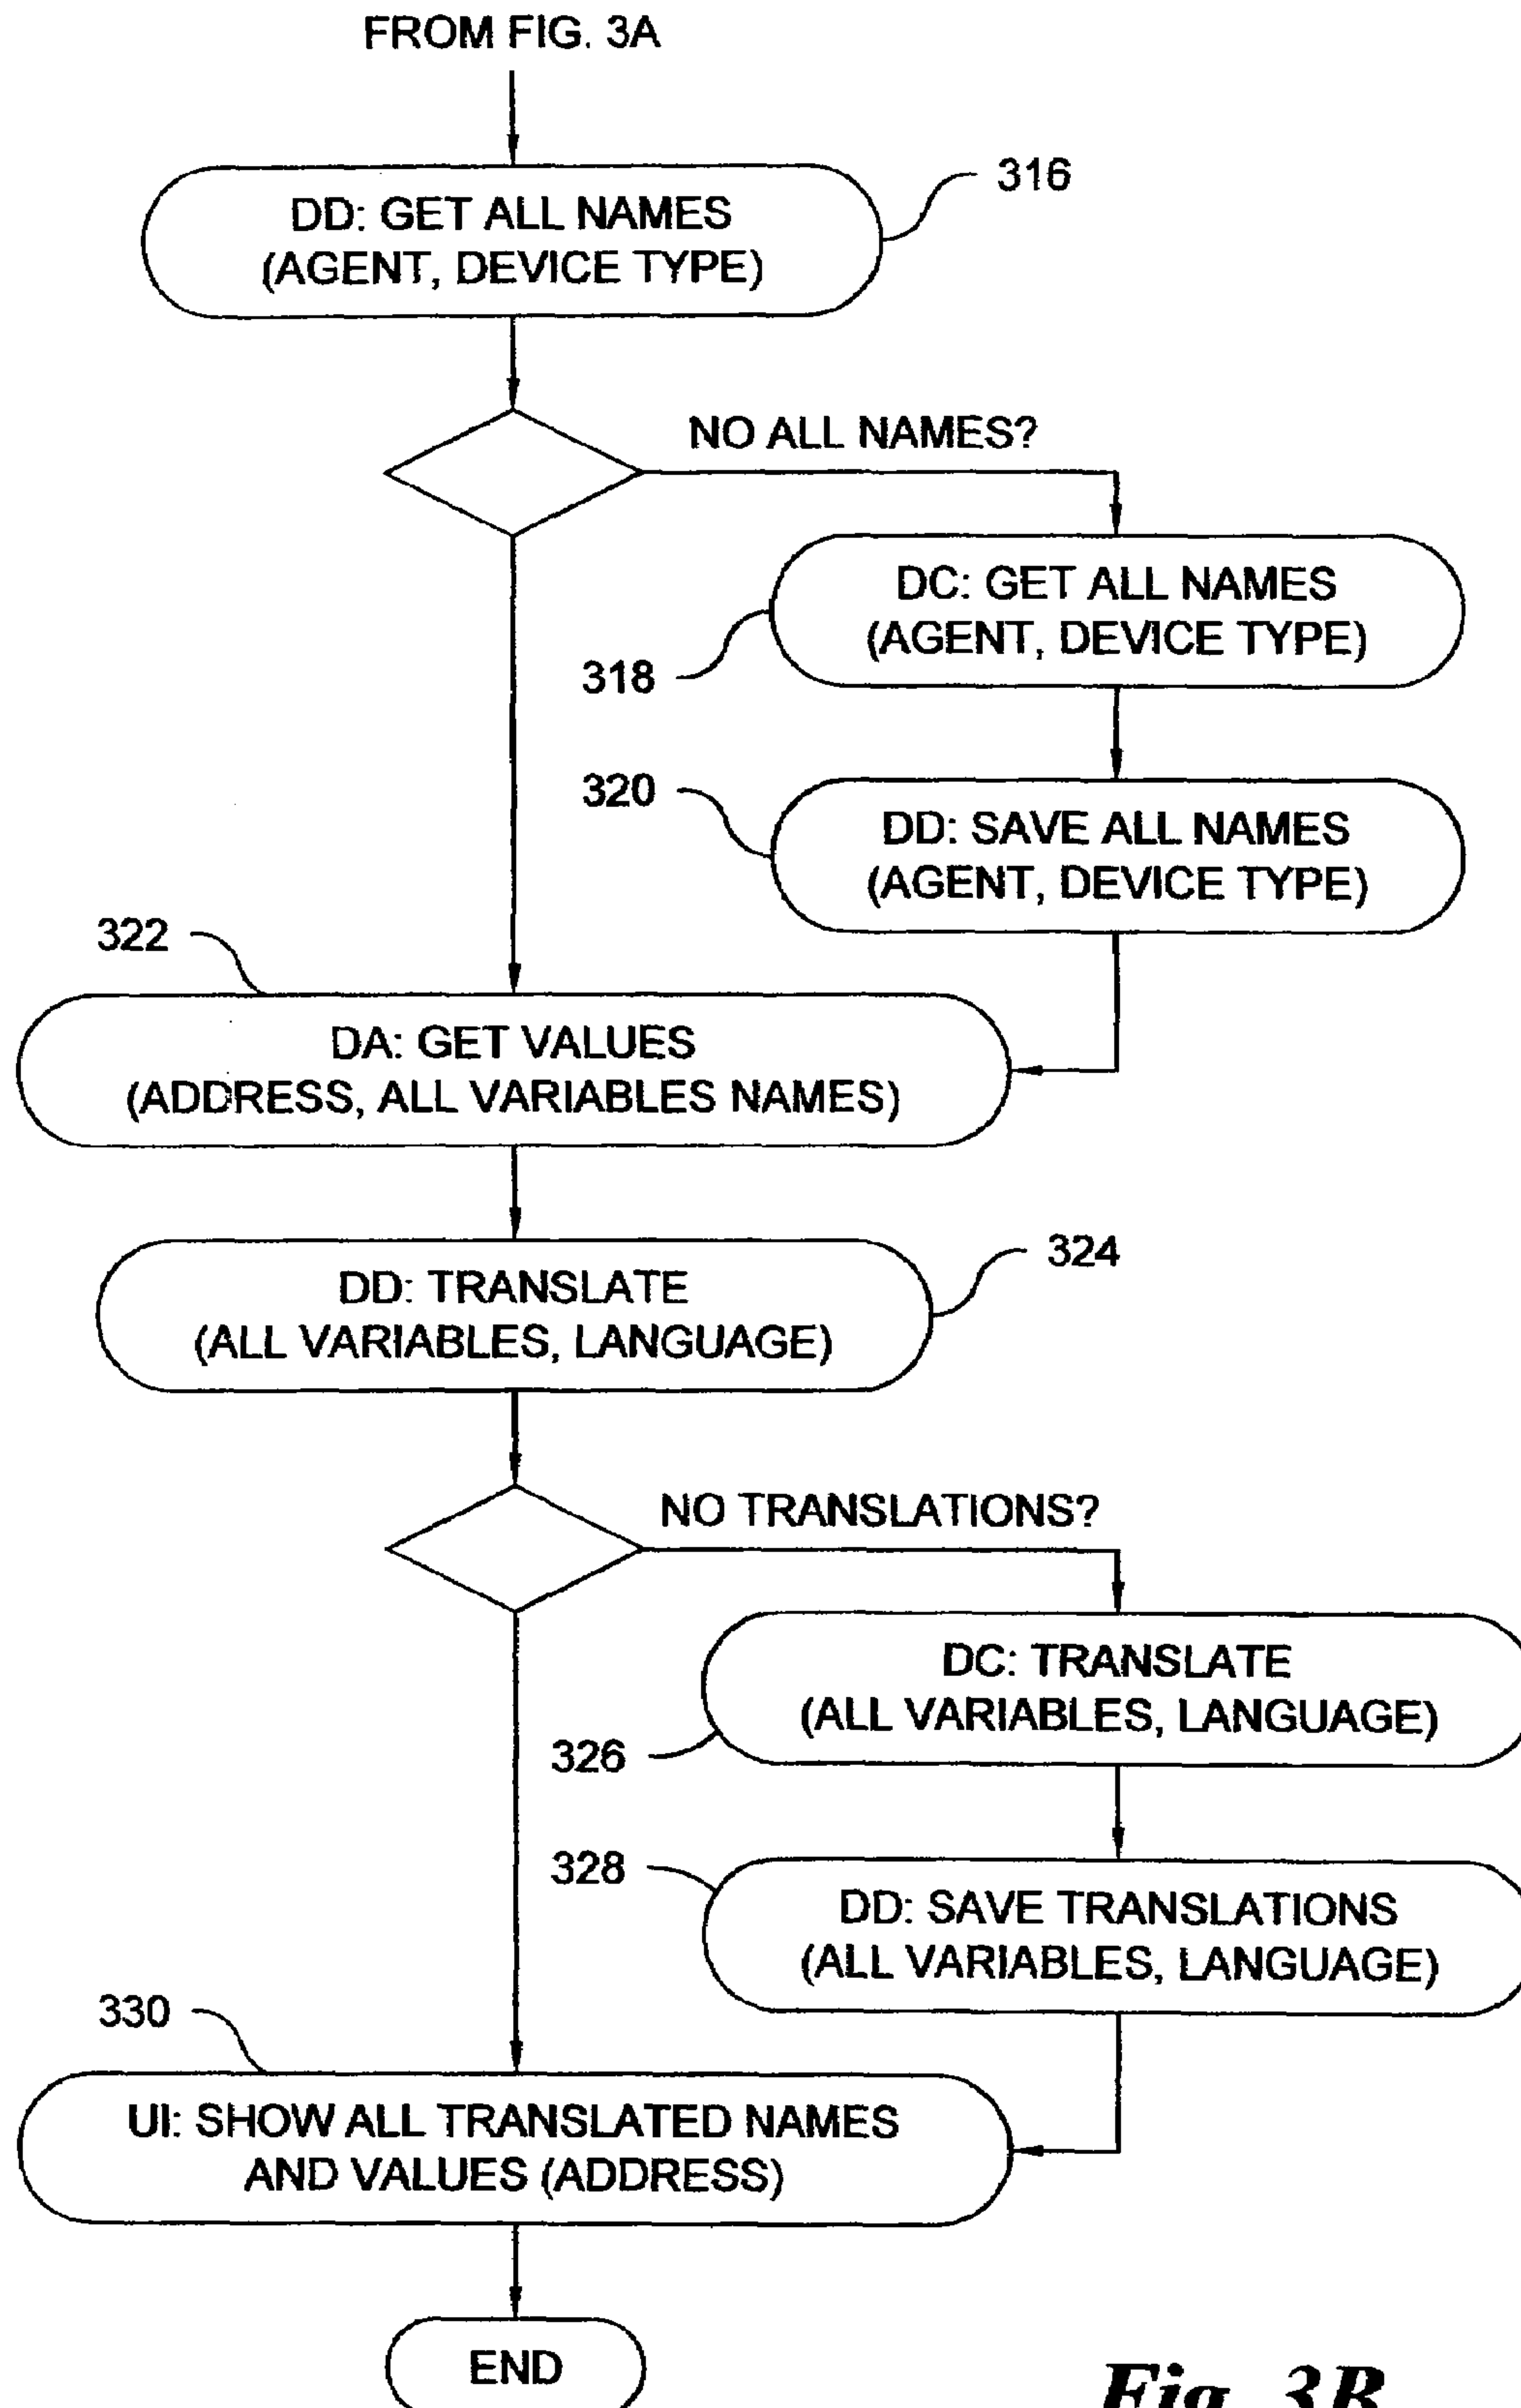 FROM FIG. 3A
316
DD: GET ALL NAMES
(AGENT, DEVICE TYPE)
NO ALL NAMES?
DC: GET ALL NAMES
(AGENT, DEVICE TYPE)
318
320
DD: SAVE ALL NAMES
(AGENT, DEVICE TYPE)
322
DA: GET VALUES
(ADDRESS, ALL VARIABLES NAMES)
324
DD: TRANSLATE
(ALL VARIABLES, LANGUAGE)
NO TRANSLATIONS?
DC: TRANSLATE
(ALL VARIABLES, LANGUAGE)
326
328
DD: SAVE TRANSLATIONS
(ALL VARIABLES, LANGUAGE)
330
UI: SHOW ALL TRANSLATED NAMES
AND VALUES (ADDRESS)
END
Fig. 3B